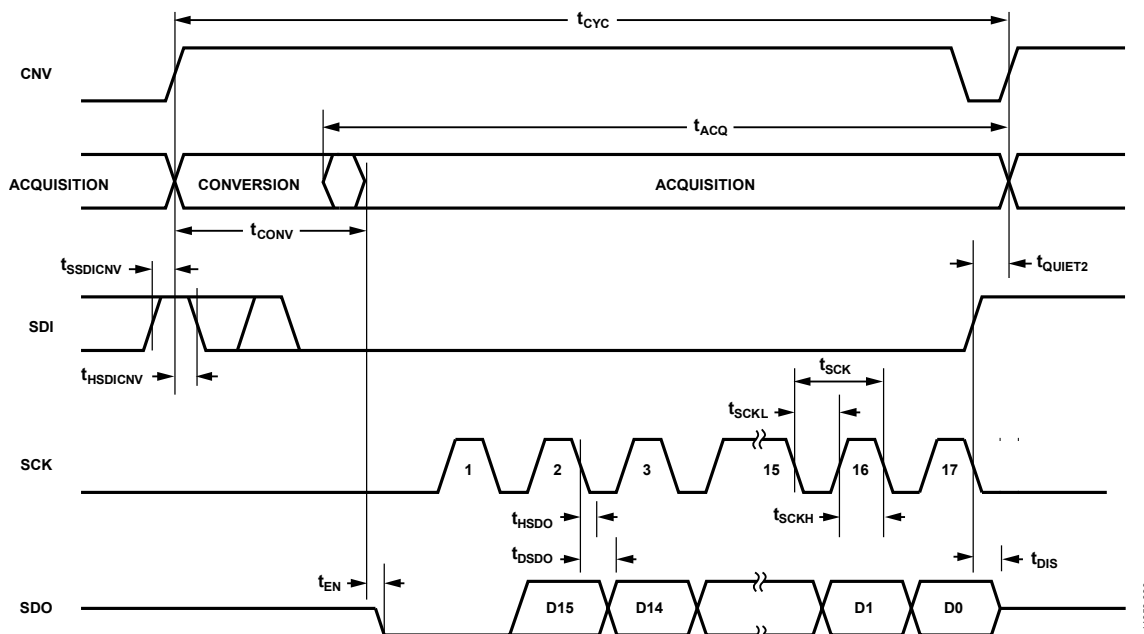 tCYC
CNV
tACQ
ACQUISITION CONVERSION ACQUISITION
tCONV
tSSDICNV
tQUIET2
SDI
tHSDICNV
tSCK
tSCKL
SCK
1 2 3 15 16 17
tHSDO
tSCKH
tDSDO
tDIS
tEN
SDO
D15 D14 D1 D0